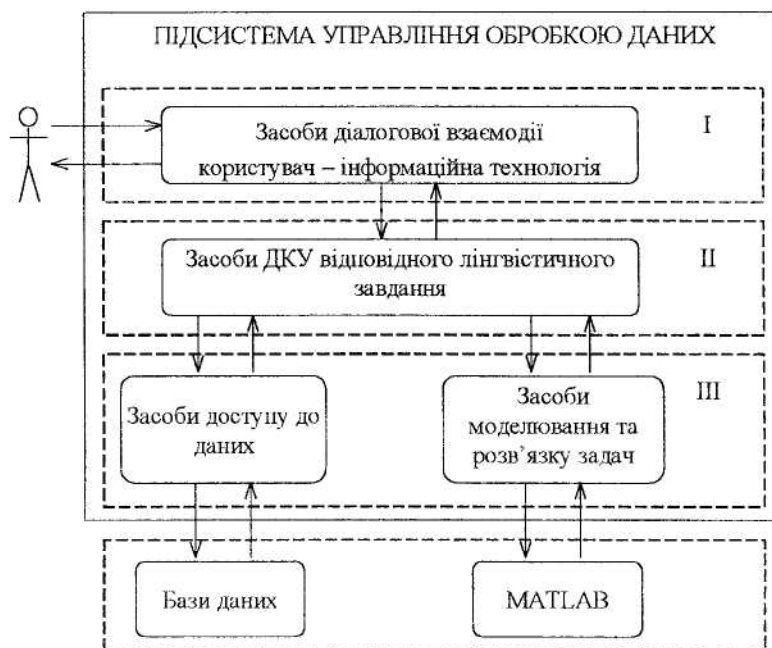 ПІДСИСТЕМА УПРАВЛІННЯ ОБРОБКОЮ ДАНИХ
I
Засоби діалогової взаємодії
користувач – інформаційна технологія
II
Засоби ДКУ відповідного лінгвістичного
завдання
III
Засоби доступу до
даних
Засоби
моделювання та
розв’язку задач
Бази даних
MATLAB